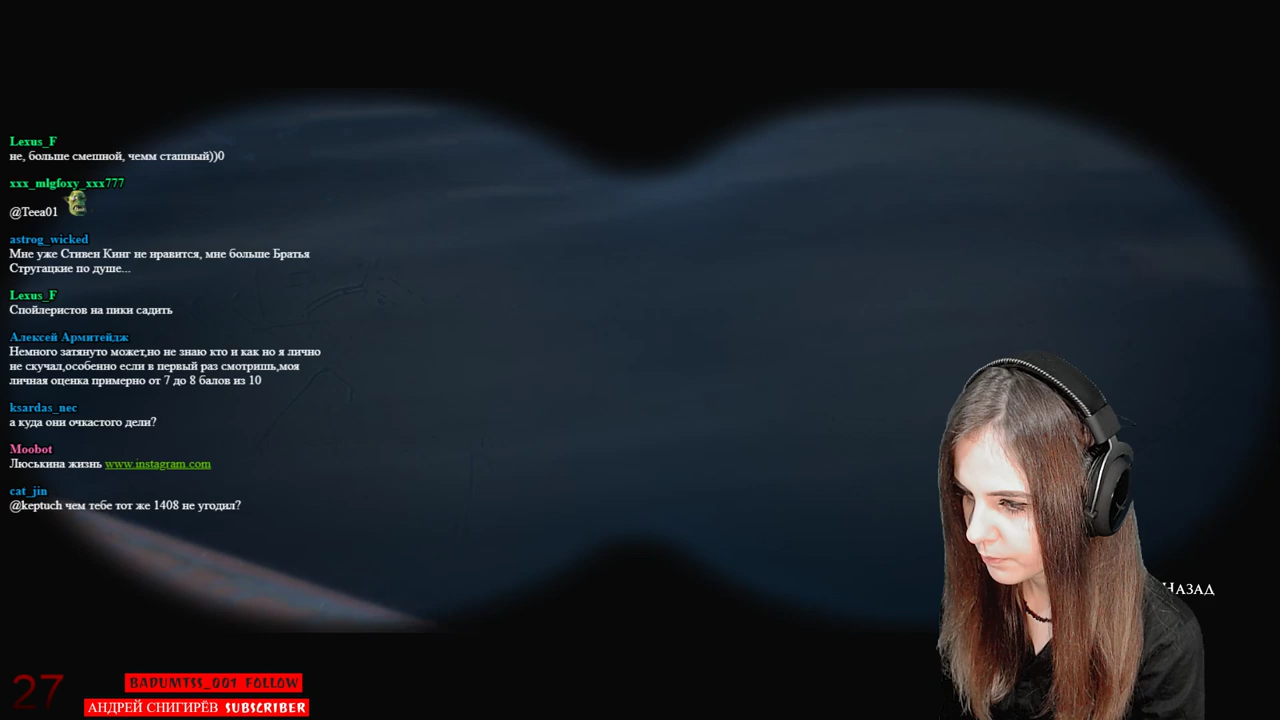 Lexus_F
не, больше смешной, чемм сташный))0
xxx_mlgfoxy_xxx777
@Teea01
astrog_wicked
Мне уже Стивен Кинг не нравится, мне больше Братья
Стругацкие по душе...
Lexus_F
Спойлеристов на пики садить
Алексей Армитейдж
Немного затянуто может,но не знаю кто и как но я лично
не скучал,особенно если в первый раз смотришь,моя
личная оценка примерно от 7 до 8 балов из 10
ksardas_nec
а куда они очкастого дели?
Moobot
Люськина жизнь www.instagram.com
cat_jin
@keptuch чем тебе тот же 1408 не угодил?
Назад
27
BADUMTSS_001 FOLLOW
АНДРЕЙ СНИГИРЁВ SUBSCRIBER